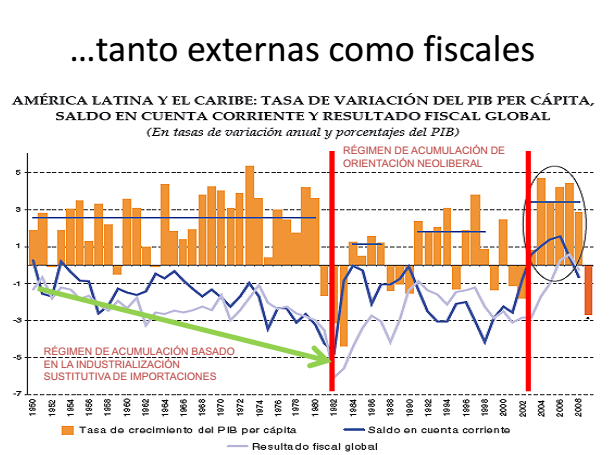 ...tanto externas como fiscales
AMÉRICA LATINA Y EL CARIBE: TASA DE VARIACIÓN DEL PIB PER CÁPITA,
SALDO EN CUENTA CORRIENTE Y RESULTADO FISCAL GLOBAL
(En tasas de variación anual y porcentajes del PIB)
RÉGIMEN DE ACUMULACIÓN DE
ORIENTACIÓN NEOLIBERAL
5
3
1
-1
-3
-5
-7
RÉGIMEN DE ACUMULACIÓN BASADO
EN LA INDUSTRIALIZACIÓN
SUSTITUTIVA DE IMPORTACIONES
1950 1952 1954 1956 1958 1960 1962 1964 1966 1968 1970 1972 1974 1976 1978 1980 1982 1984 1986 1988 1990 1992 1994 1996 1998 2000 2002 2004 2006 2008
Tasa de crecimiento del PIB per cápita Saldo en cuenta corriente
Resultado fiscal global